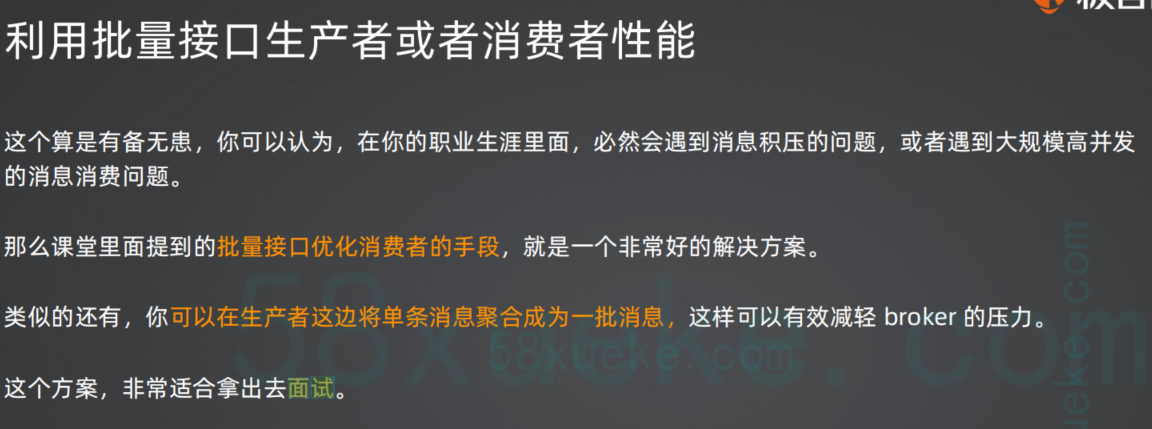 利用批量接口生产者或者消费者性能
这个算是有备无患，你可以认为，在你的职业生涯里面，必然会遇到消息积压的问题，或者遇到大规模高并发
的消息消费问题。
那么课堂里面提到的批量接口优化消费者的手段，就是一个非常好的解决方案。
类似的还有，你可以在生产者这边将单条消息聚合成为一批消息，这样可以有效减轻 broker 的压力。
58xueke.com
58xueke.com
ueke.com
这个方案，非常适合拿出去面试。